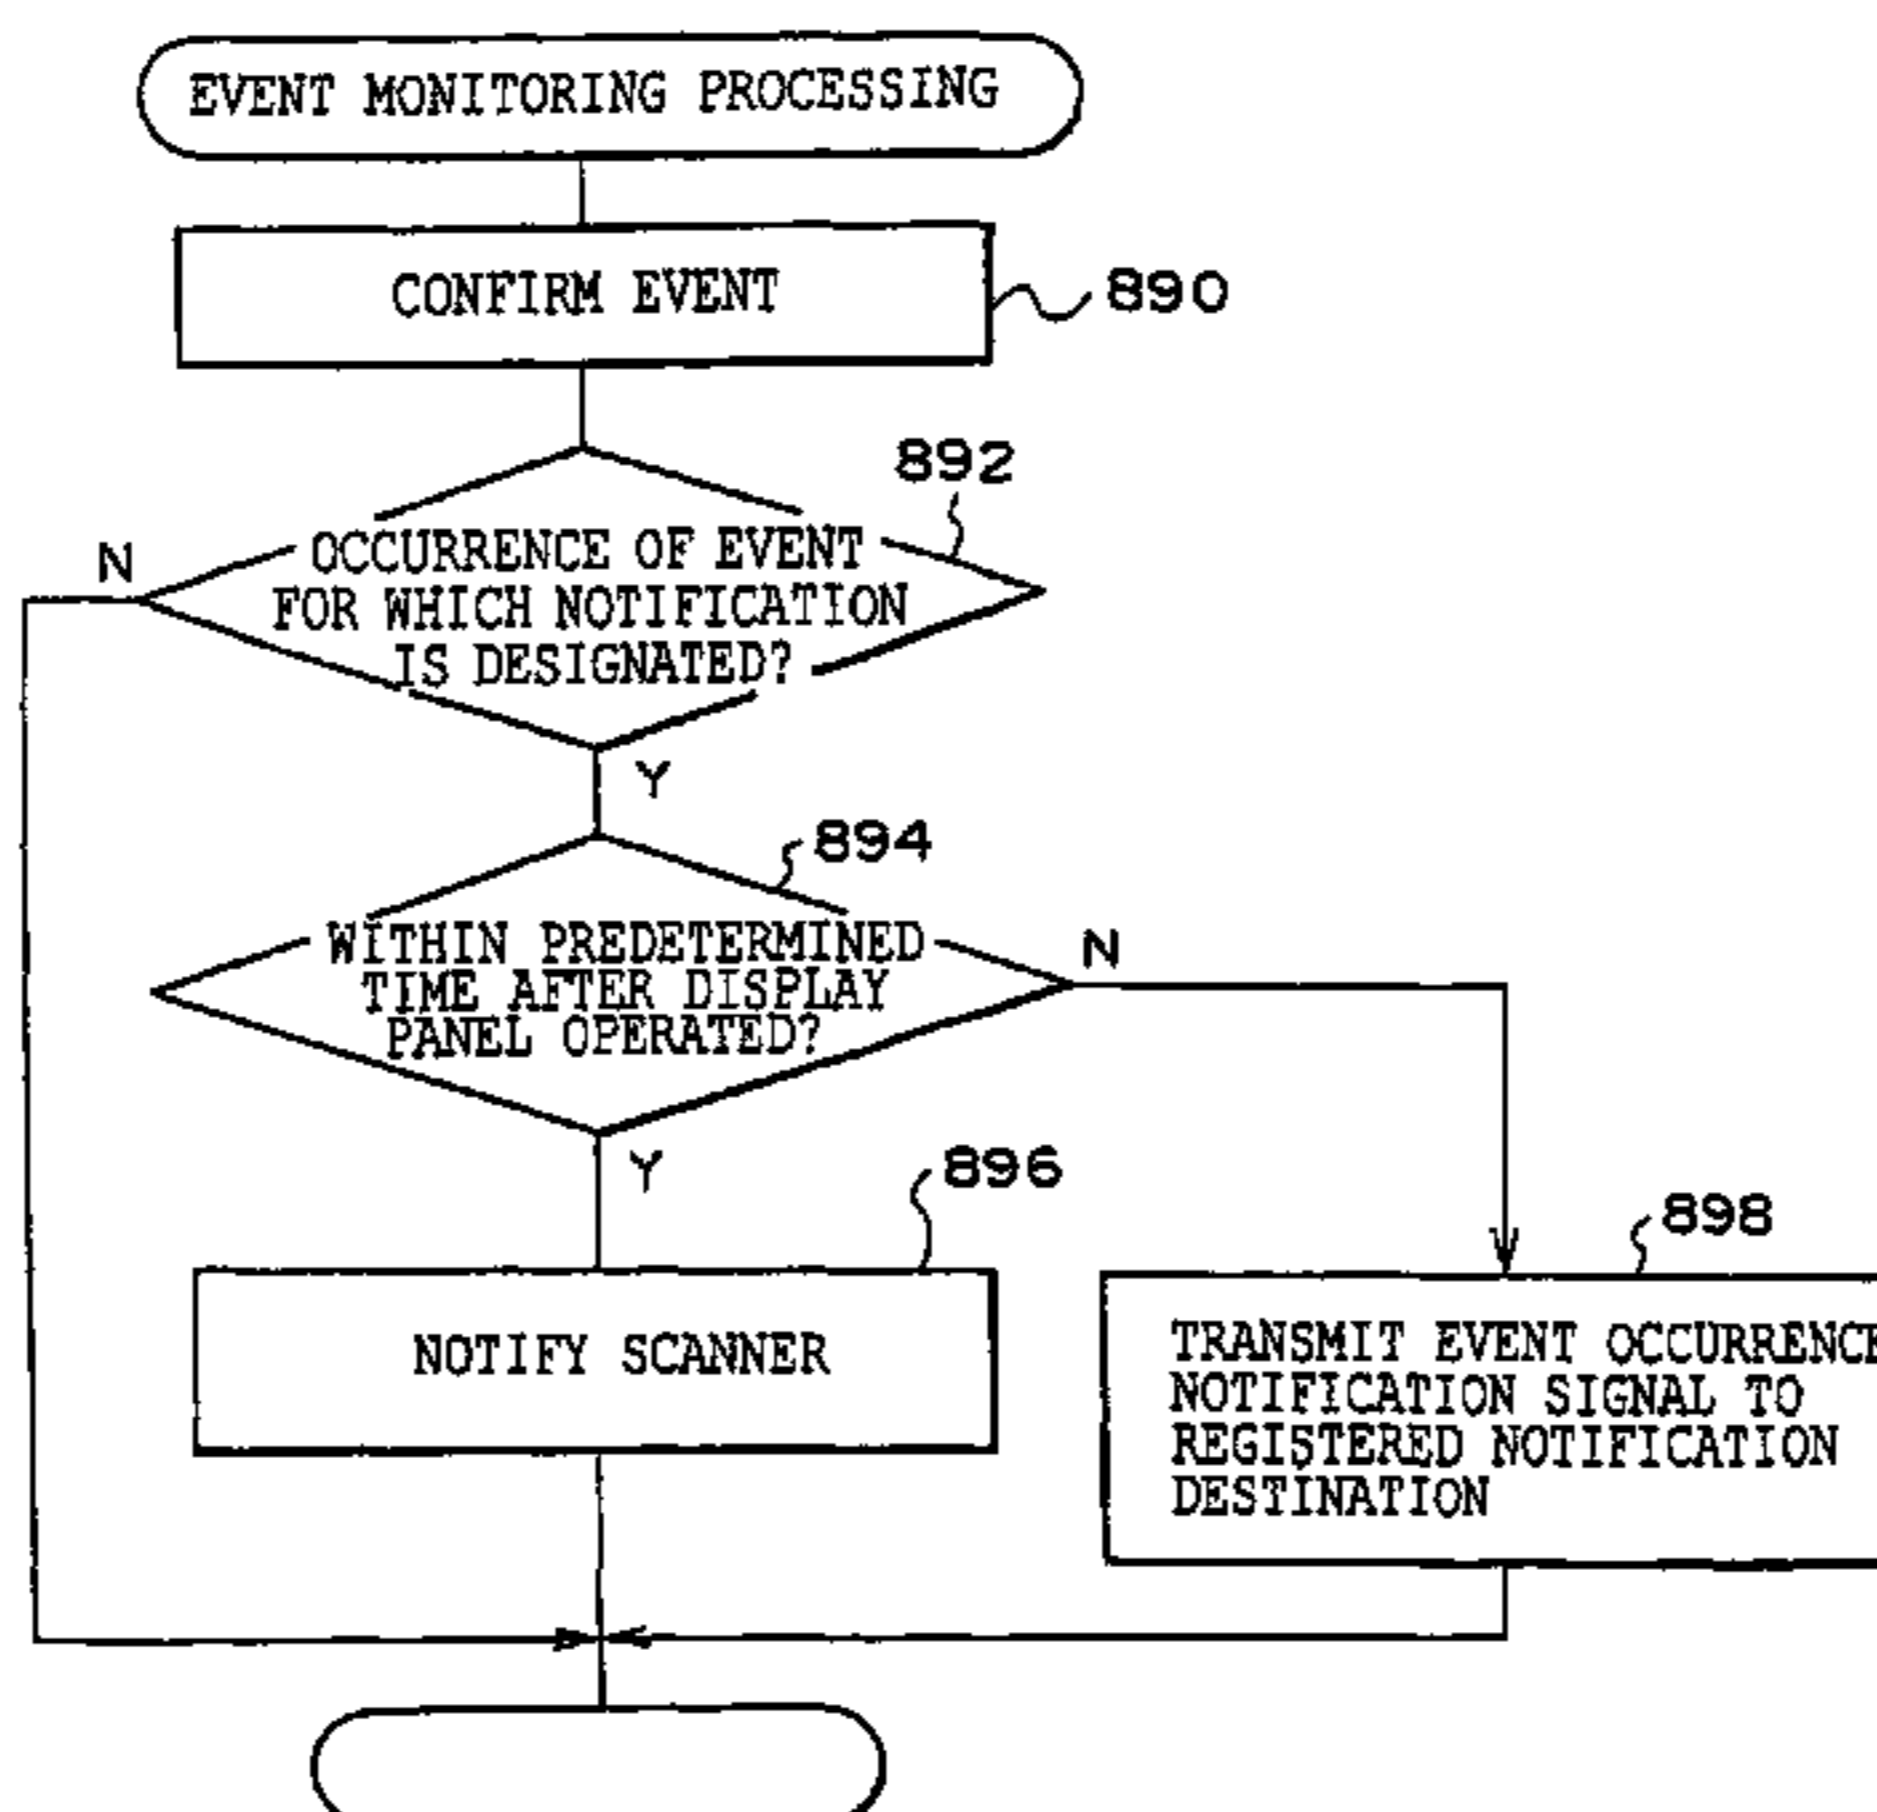 EVENT MONITORING PROCESSING
CONFIRM EVENT
890
892
N
OCCURRENCE OF EVENT
FOR WHICH NOTIFICATION
IS DESIGNATED?
Y
894
WITHIN PREDETERMINED
TIME AFTER DISPLAY
PANEL OPERATED?
N
Y
896
NOTIFY SCANNER
898
TRANSMIT EVENT OCCURRENCE
NOTIFICATION SIGNAL TO
REGISTERED NOTIFICATION
DESTINATION